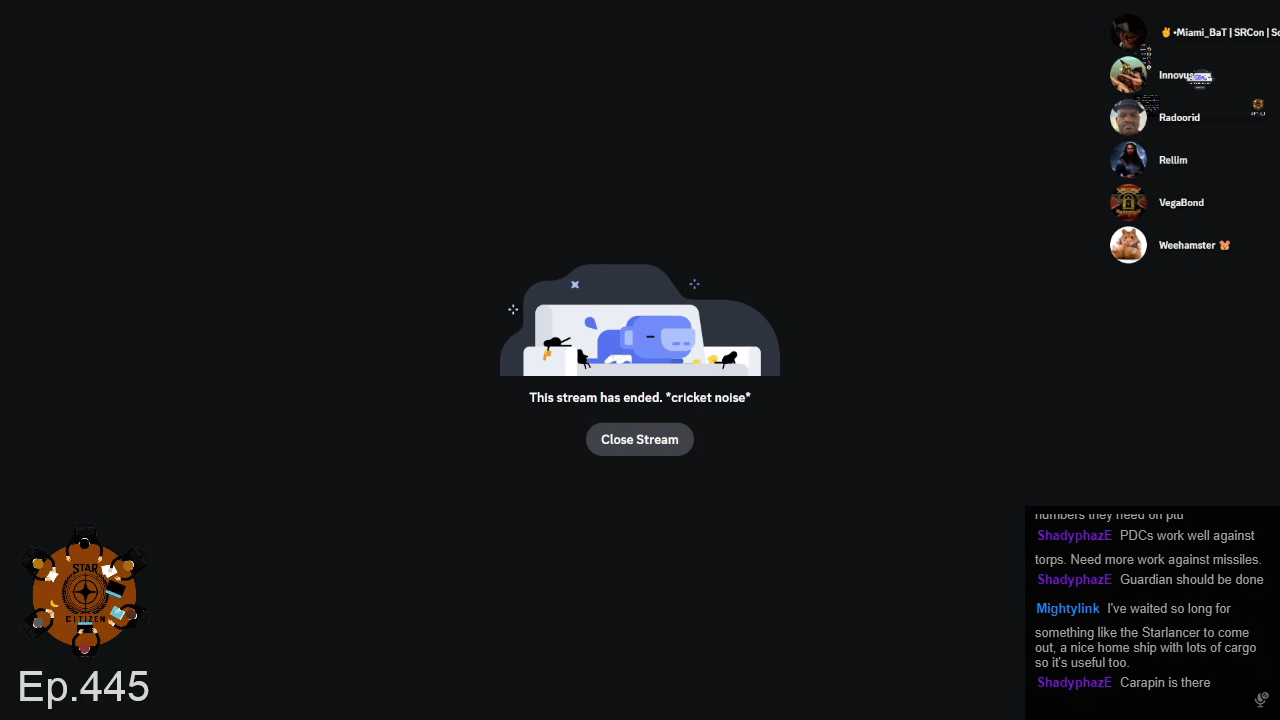 ✌️•Miami_BaT | SRCon | Sc
Radoorid
Rellim
VegaBond
Weehamster 🐹
This stream has ended. *cricket noise*
Close Stream
numbers they need on ptu
ShadyphazE PDCs work well against
torps. Need more work against missiles.
ShadyphazE Guardian should be done
Mightylink I've waited so long for
something like the Starlancer to come
out, a nice home ship with lots of cargo
so it's useful too.
ShadyphazE Carapin is there
STAR
CITIZEN
Ep.445